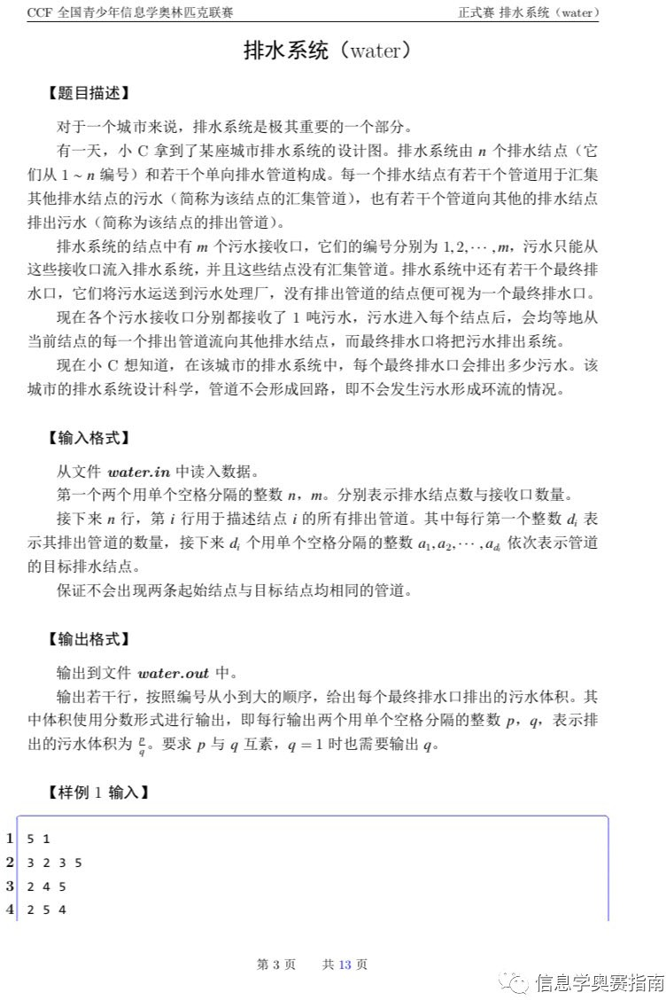 CCF 全国青少年信息学奥林匹克联赛 正式赛 排水系统（water）
排水系统（water）
【题目描述】
对于一个城市来说，排水系统是极其重要的一个部分。
有一天，小 C 拿到了某座城市排水系统的设计图。排水系统由 n 个排水结点（它
们从 1 ~ n 编号）和若干个单向排水管道构成。每一个排水结点有若干个管道用于汇集
其他排水结点的污水（简称为该结点的汇集管道），也有若干个管道向其他的排水结点
排出污水（简称为该结点的排出管道）。
排水系统的结点中有 m 个污水接收口，它们的编号分别为 1, 2, ⋯ , m，污水只能从
这些接收口流入排水系统，并且这些结点没有汇集管道。排水系统中还有若干个最终排
水口，它们将污水运送到污水处理厂，没有排出管道的结点便可视为一个最终排水口。
现在各个污水接收口分别都接收了 1 吨污水，污水进入每个结点后，会均等地从
当前结点的每一个排出管道流向其他排水结点，而最终排水口将把污水排出系统。
现在小 C 想知道，在该城市的排水系统中，每个最终排水口会排出多少污水。该
城市的排水系统设计科学，管道不会形成回路，即不会发生污水形成环流的情况。
【输入格式】
从文件 water.in 中读入数据。
第一个两个用单个空格分隔的整数 n，m。分别表示排水结点数与接收口数量。
接下来 n 行，第 i 行用于描述结点 i 的所有排出管道。其中每行第一个整数 dᵢ 表
示其排出管道的数量，接下来 dᵢ 个用单个空格分隔的整数 a₁, a₂, ⋯ , a_{dᵢ} 依次表示管道
的目标排水结点。
保证不会出现两条起始结点与目标结点均相同的管道。
【输出格式】
输出到文件 water.out 中。
输出若干行，按照编号从小到大的顺序，给出每个最终排水口排出的污水体积。其
中体积使用分数形式进行输出，即每行输出两个用单个空格分隔的整数 p，q，表示排
出的污水体积为 p/q。要求 p 与 q 互素，q = 1 时也需要输出 q。
【样例 1 输入】
1 5 1
2 3 2 3 5
3 2 4 5
4 2 5 4
第 3 页 共 13 页
信息学奥赛指南